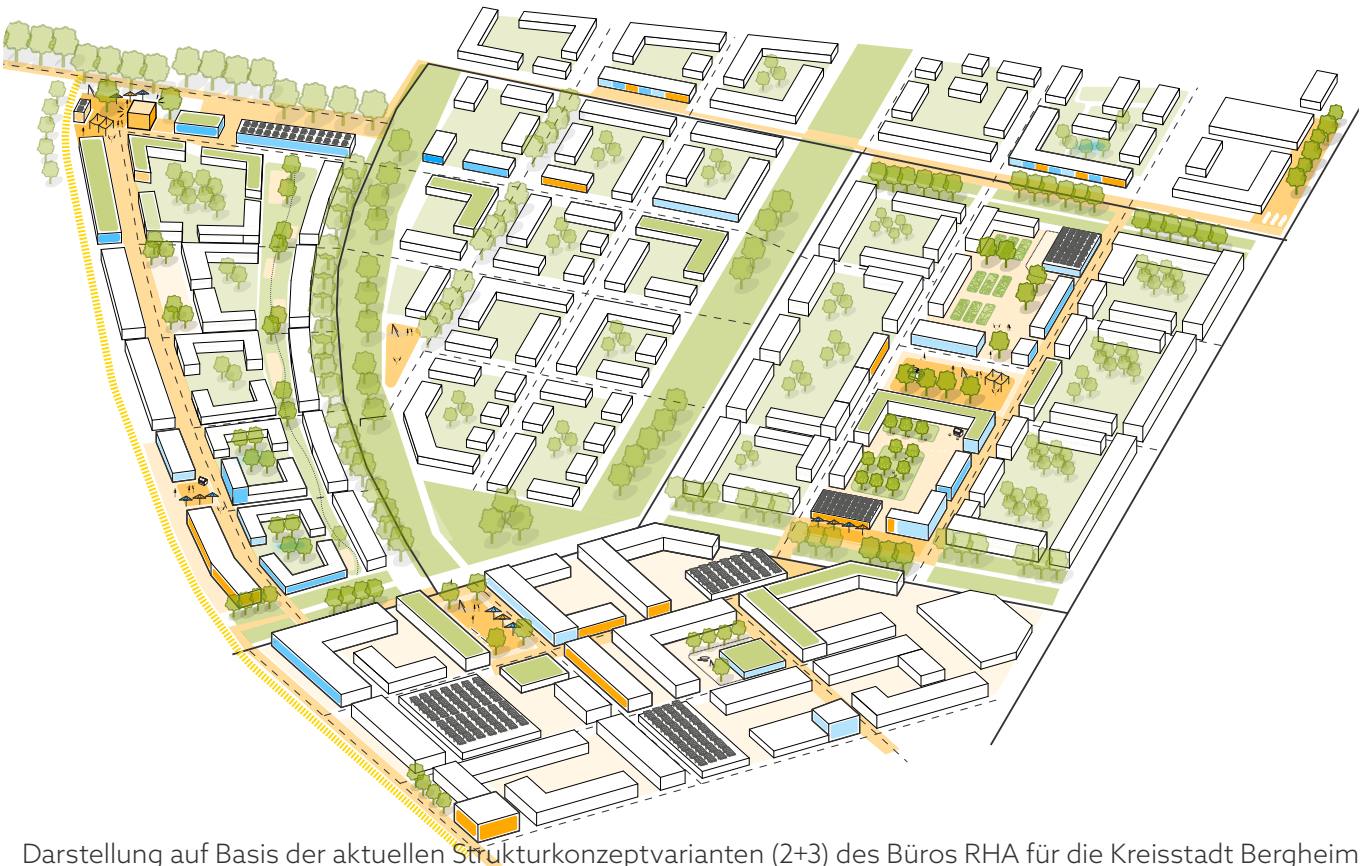 Darstellung auf Basis der aktuellen Strukturkonzeptvarianten (2+3) des Büros RHA für die Kreisstadt Bergheim